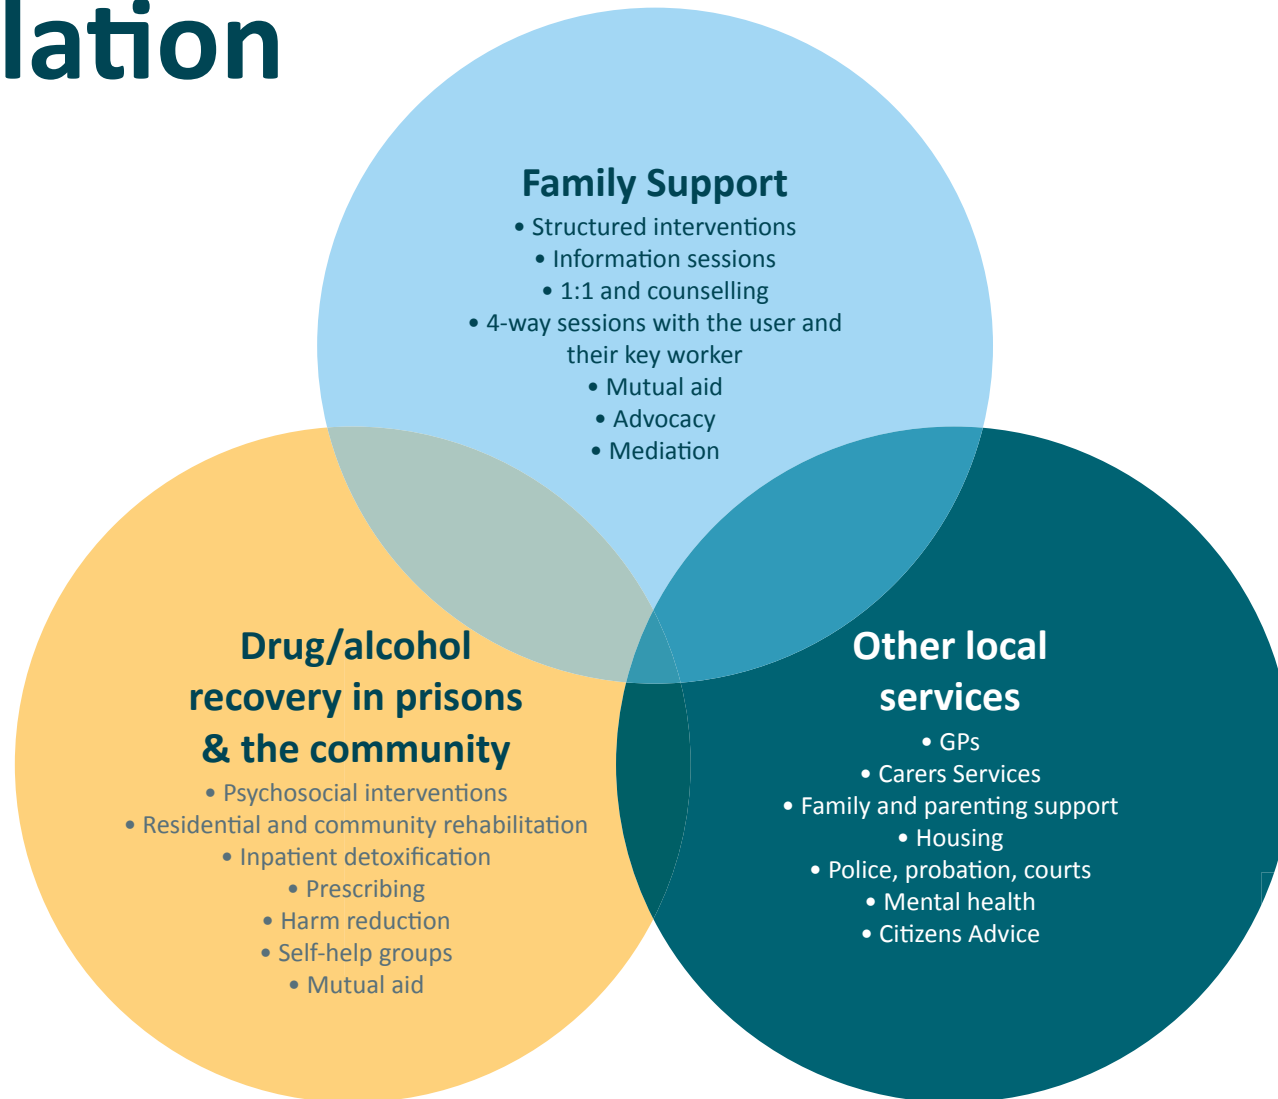 lation
Family Support
• Structured interventions
• Information sessions
• 1:1 and counselling
• 4-way sessions with the user and
their key worker
• Mutual aid
• Advocacy
• Mediation
Drug/alcohol
recovery in prisons
& the community
• Psychosocial interventions
• Residential and community rehabilitation
• Inpatient detoxification
• Prescribing
• Harm reduction
• Self-help groups
• Mutual aid
Other local
services
• GPs
• Carers Services
• Family and parenting support
• Housing
• Police, probation, courts
• Mental health
• Citizens Advice